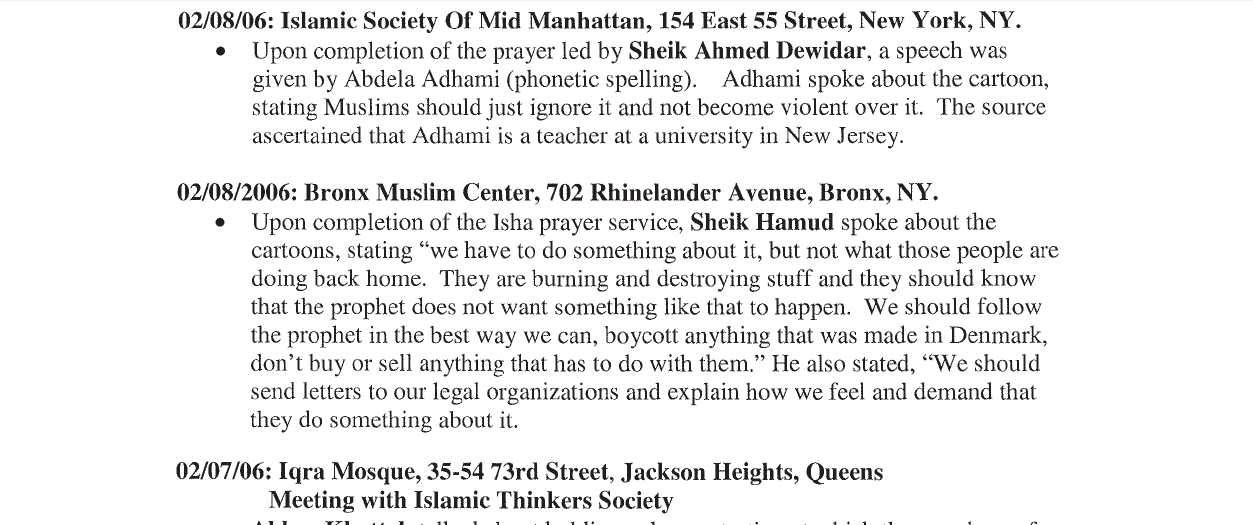 02/08/06: Islamic Society Of Mid Manhattan, 154 East 55 Street, New York, NY.
• Upon completion of the prayer led by Sheik Ahmed Dewidar, a speech was
given by Abdela Adhami (phonetic spelling). Adhami spoke about the cartoon,
stating Muslims should just ignore it and not become violent over it. The source
ascertained that Adhami is a teacher at a university in New Jersey.
02/08/2006: Bronx Muslim Center, 702 Rhinelander Avenue, Bronx, NY.
• Upon completion of the Isha prayer service, Sheik Hamud spoke about the
cartoons, stating “we have to do something about it, but not what those people are
doing back home. They are burning and destroying stuff and they should know
that the prophet does not want something like that to happen. We should follow
the prophet in the best way we can, boycott anything that was made in Denmark,
don’t buy or sell anything that has to do with them.” He also stated, “We should
send letters to our legal organizations and explain how we feel and demand that
they do something about it.
02/07/06: Iqra Mosque, 35-54 73rd Street, Jackson Heights, Queens
Meeting with Islamic Thinkers Society